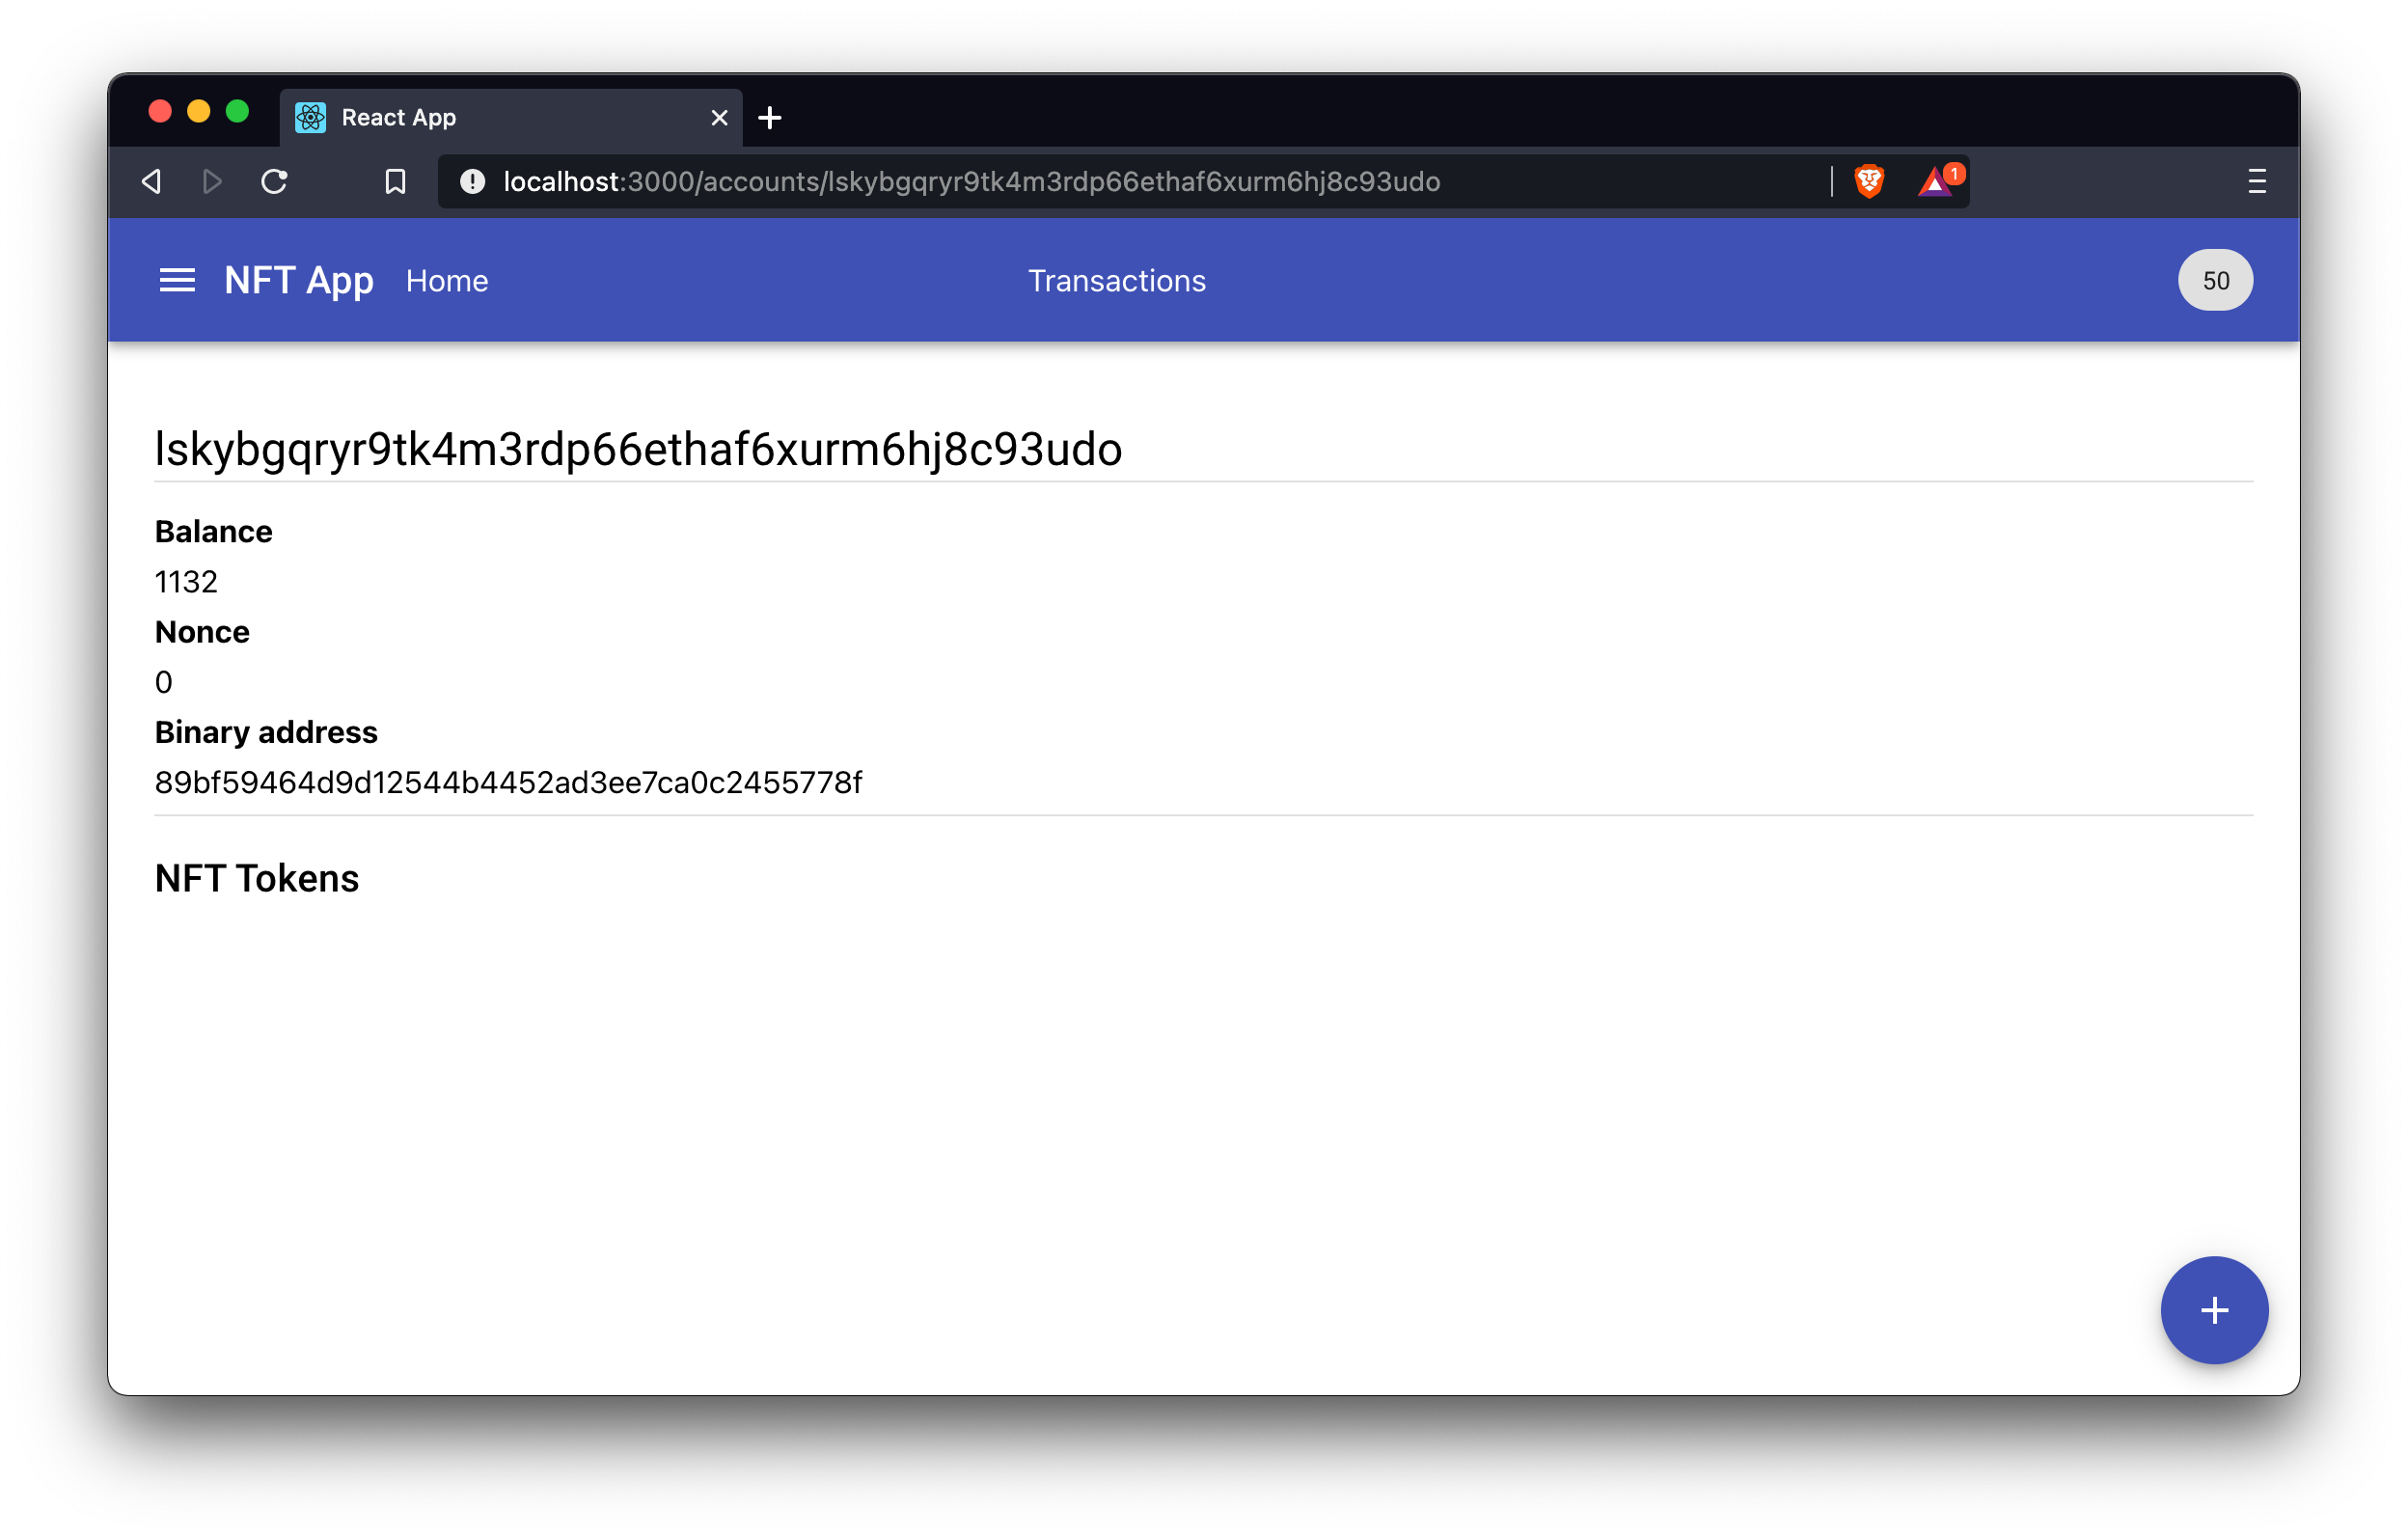 React App
localhost:3000/accounts/lskybgqryr9tk4m3rdp66ethaf6xurm6hj8c93udo
1
NFT App Home Transactions 50
lskybgqryr9tk4m3rdp66ethaf6xurm6hj8c93udo
Balance
1132
Nonce
0
Binary address
89bf59464d9d12544b4452ad3ee7ca0c2455778f
NFT Tokens